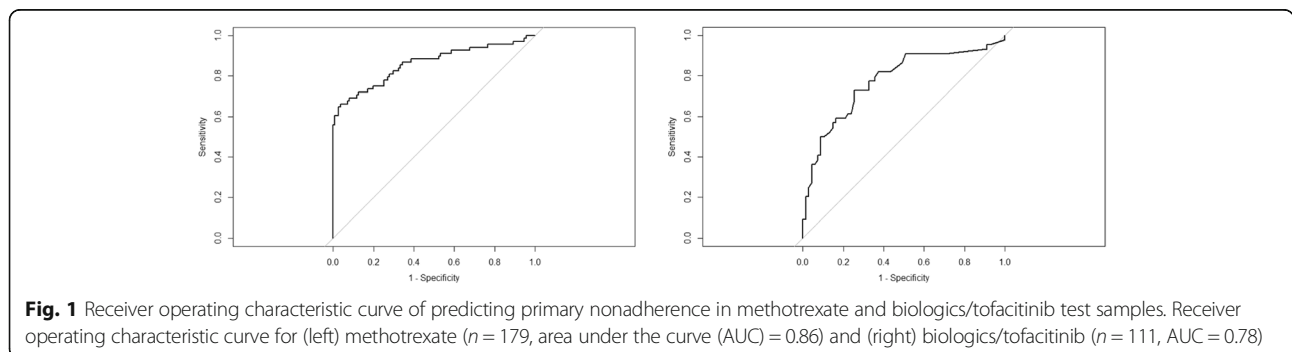 1.0
0.8
0.6
0.4
0.2
0.0
Sensitivity
0.0 0.2 0.4 0.6 0.8 1.0
1 - Specificity
1.0
0.8
0.6
0.4
0.2
0.0
Sensitivity
0.0 0.2 0.4 0.6 0.8 1.0
1 - Specificity
Fig. 1 Receiver operating characteristic curve of predicting primary nonadherence in methotrexate and biologics/tofacitinib test samples. Receiver
operating characteristic curve for (left) methotrexate (n = 179, area under the curve (AUC) = 0.86) and (right) biologics/tofacitinib (n = 111, AUC = 0.78)